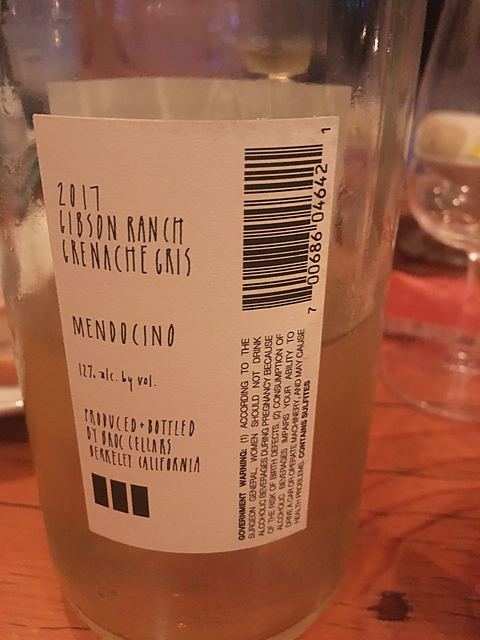 2017
GIBSON RANCH
GRENACHE GRIS
MENDOCINO
12% alc. by vol.
PRODUCED + BOTTLED
BY BROC CELLARS
BERKELEY CALIFORNIA
7 00686 04642 1
GOVERNMENT WARNING: (1) ACCORDING TO THE
SURGEON GENERAL, WOMEN SHOULD NOT DRINK
ALCOHOLIC BEVERAGES DURING PREGNANCY BECAUSE
OF THE RISK OF BIRTH DEFECTS. (2) CONSUMPTION OF
ALCOHOLIC BEVERAGES IMPAIRS YOUR ABILITY TO
DRIVE A CAR OR OPERATE MACHINERY, AND MAY CAUSE
HEALTH PROBLEMS. CONTAINS SULFITES